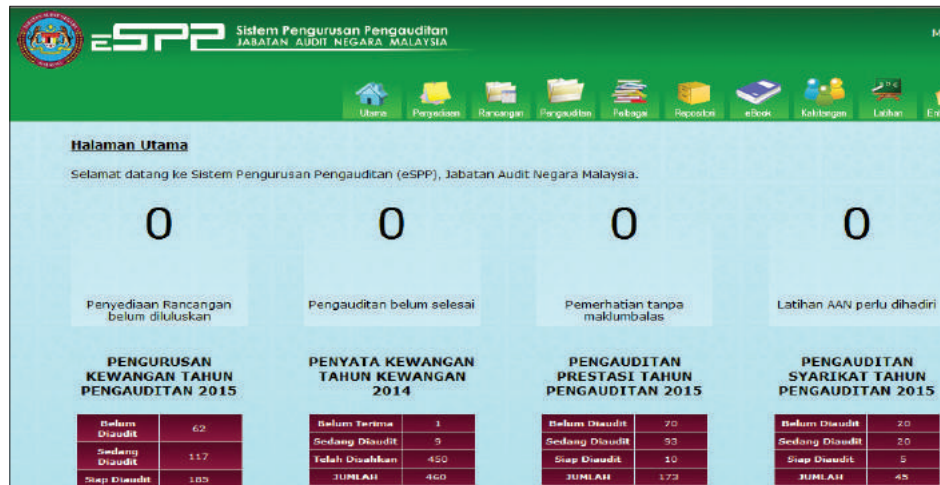 eSPP Sistem Pengurusan Pengauditan
JABATAN AUDIT NEGARA MALAYSIA
Utama Penyediaan Rancangan Pengauditan Pelbagai Repositori eBook Kakitangan Latihan
Halaman Utama
Selamat datang ke Sistem Pengurusan Pengauditan (eSPP), Jabatan Audit Negara Malaysia.
0 0 0 0
Penyediaan Rancangan belum diluluskan
Pengauditan belum selesai
Pemerhatian tanpa maklumbalas
Latihan AAN perlu dihadiri
PENGURUSAN
KEWANGAN TAHUN
PENGAUDITAN 2015
Belum Diaudit 62
Sedang Diaudit 117
Siap Diaudit 185
PENYATA KEWANGAN
TAHUN KEWANGAN
2014
Belum Terima 1
Sedang Diaudit 9
Telah Disahkan 450
JUMLAH 460
PENGAUDITAN
PRESTASI TAHUN
PENGAUDITAN 2015
Belum Diaudit 70
Sedang Diaudit 93
Siap Diaudit 10
JUMLAH 173
PENGAUDITAN
SYARIKAT TAHUN
PENGAUDITAN 2015
Belum Diaudit 20
Sedang Diaudit 20
Siap Diaudit 5
JUMLAH 45